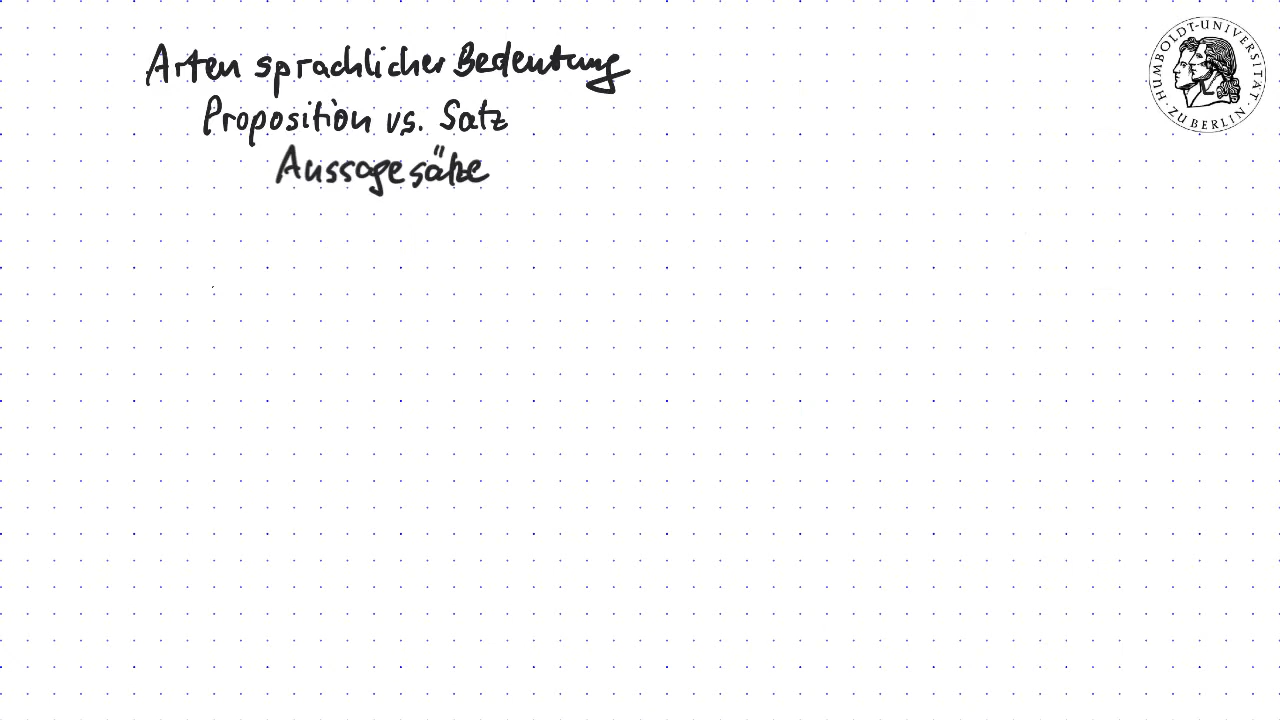 Arten sprachlicher Bedeutung
Proposition vs. Satz
Aussagesätze
HUMBOLDT-UNIVERSITÄT
· ZU BERLIN ·